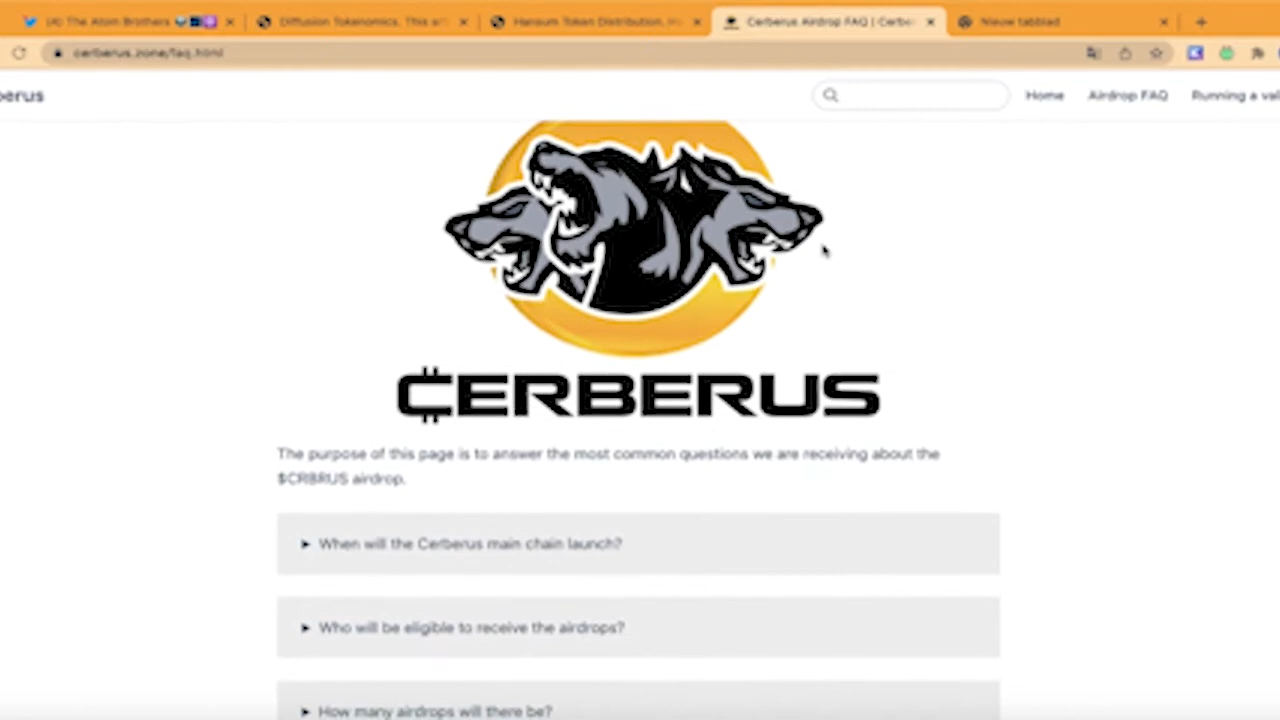 (4) The Atom Brothers
Diffusion Tokenomics. This a
Hansum Token Distribution.
Cerberus Airdrop FAQ | Cerbe
Nieuw tabblad
cerberus.zone/faq.html
berus
Home
Airdrop FAQ
Running a val
CERBERUS
The purpose of this page is to answer the most common questions we are receiving about the
$CRBRUS airdrop.
When will the Cerberus main chain launch?
Who will be eligible to receive the airdrops?
How many airdrops will there be?